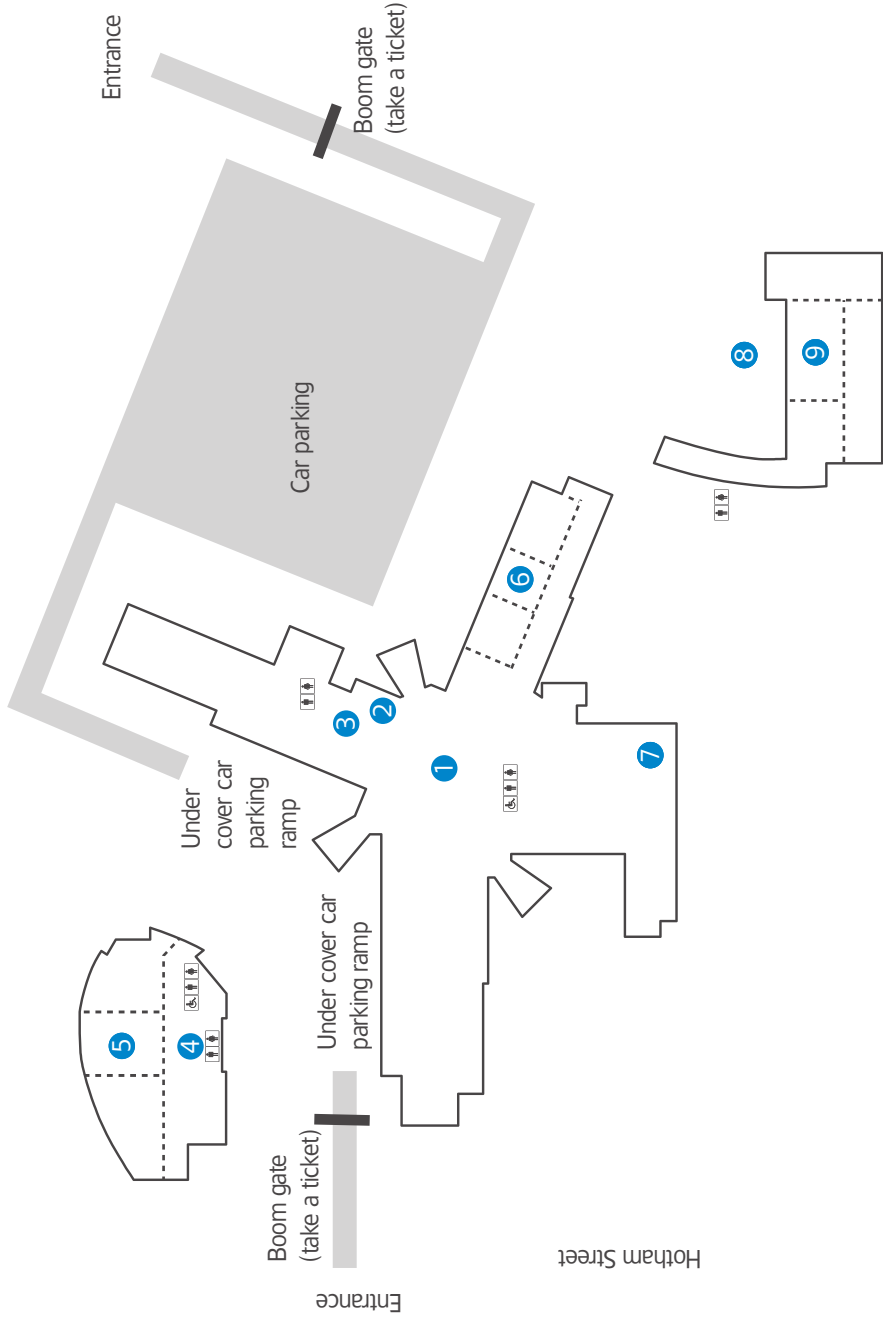 Entrance
Boom gate
(take a ticket)
Car parking
Under
cover car
parking
ramp
Under cover car
parking ramp
Boom gate
(take a ticket)
Entrance
Hotham Street
1
2
3
4
5
6
7
8
9